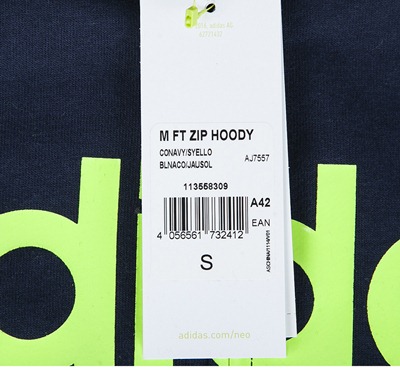 M FT ZIP HOODY
CONAVY/SYELLO
BLNACO/JAUSOL AJ7557
113558309
A42
EAN
4 056561 732412
S
adidas.com/neo